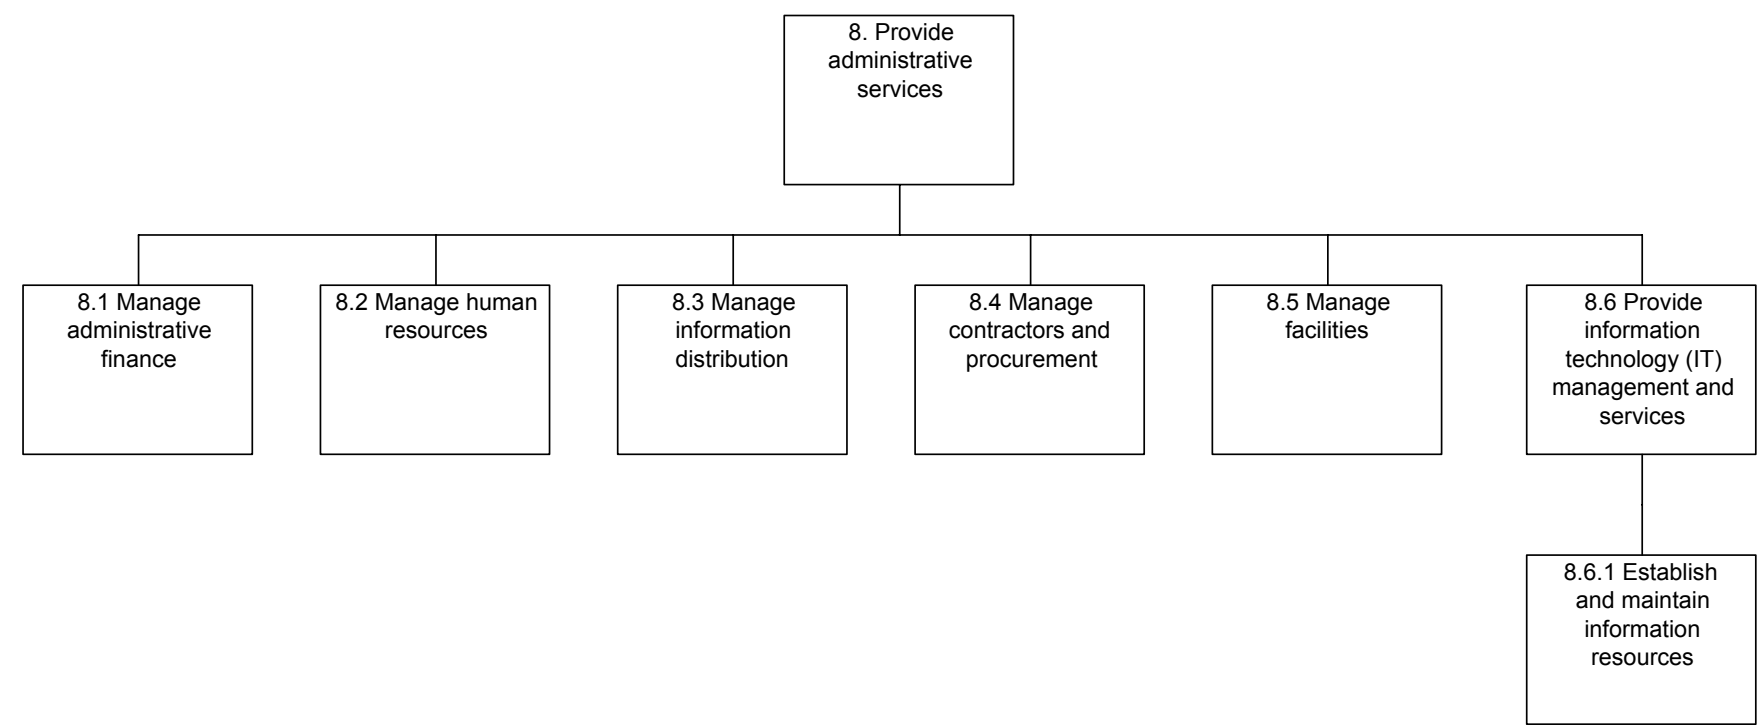 8. Provide
administrative
services
8.1 Manage
administrative
finance
8.2 Manage human
resources
8.3 Manage
information
distribution
8.4 Manage
contractors and
procurement
8.5 Manage
facilities
8.6 Provide
information
technology (IT)
management and
services
8.6.1 Establish
and maintain
information
resources